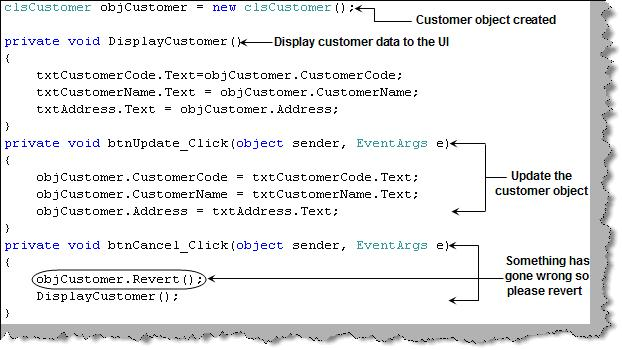 clsCustomer objCustomer = new clsCustomer();
Customer object created
private void DisplayCustomer()
Display customer data to the UI
{
txtCustomerCode.Text=objCustomer.CustomerCode;
txtCustomerName.Text = objCustomer.CustomerName;
txtAddress.Text = objCustomer.Address;
}
private void btnUpdate_Click(object sender, EventArgs e)
{
objCustomer.CustomerCode = txtCustomerCode.Text;
objCustomer.CustomerName = txtCustomerName.Text;
objCustomer.Address = txtAddress.Text;
}
Update the
customer object
private void btnCancel_Click(object sender, EventArgs e)
{
objCustomer.Revert();
DisplayCustomer();
}
Something has
gone wrong so
please revert